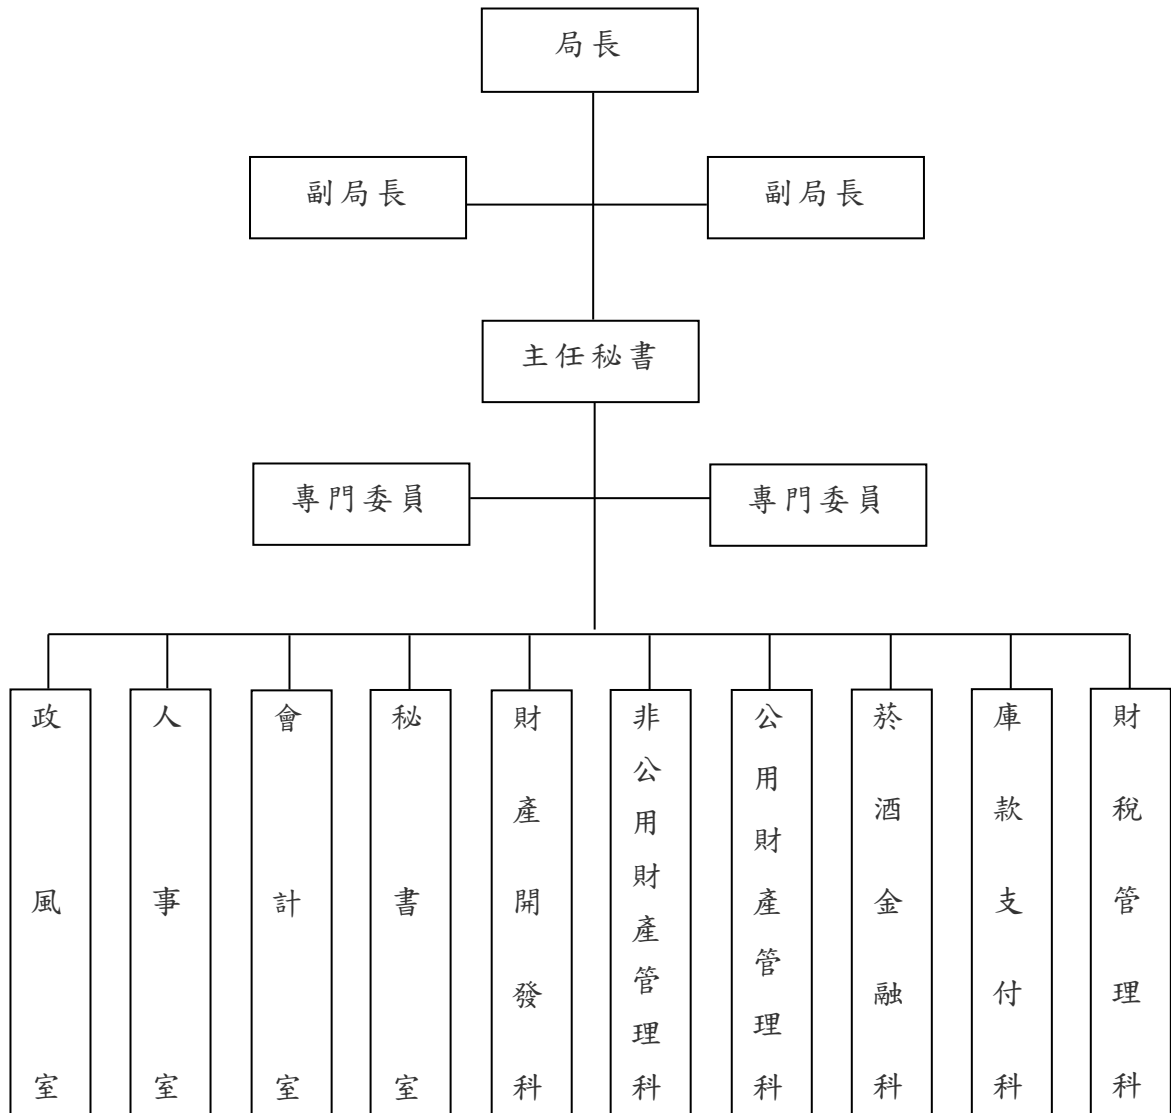 局長
副局長
副局長
主任秘書
專門委員
專門委員
政風室
人事室
會計室
秘書室
財產開發科
非公用財產管理科
公用財產管理科
菸酒金融科
庫款支付科
財稅管理科